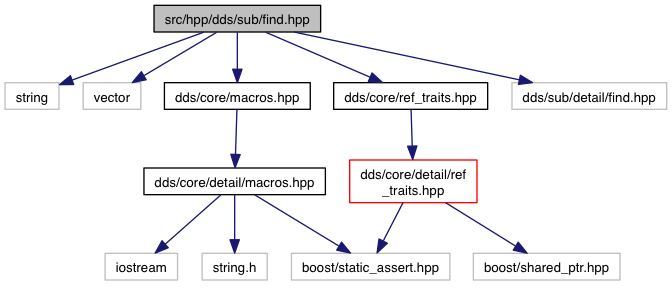 src/hpp/dds/sub/find.hpp
string
vector
dds/core/macros.hpp
dds/core/ref_traits.hpp
dds/sub/detail/find.hpp
dds/core/detail/macros.hpp
dds/core/detail/ref
_traits.hpp
iostream
string.h
boost/static_assert.hpp
boost/shared_ptr.hpp